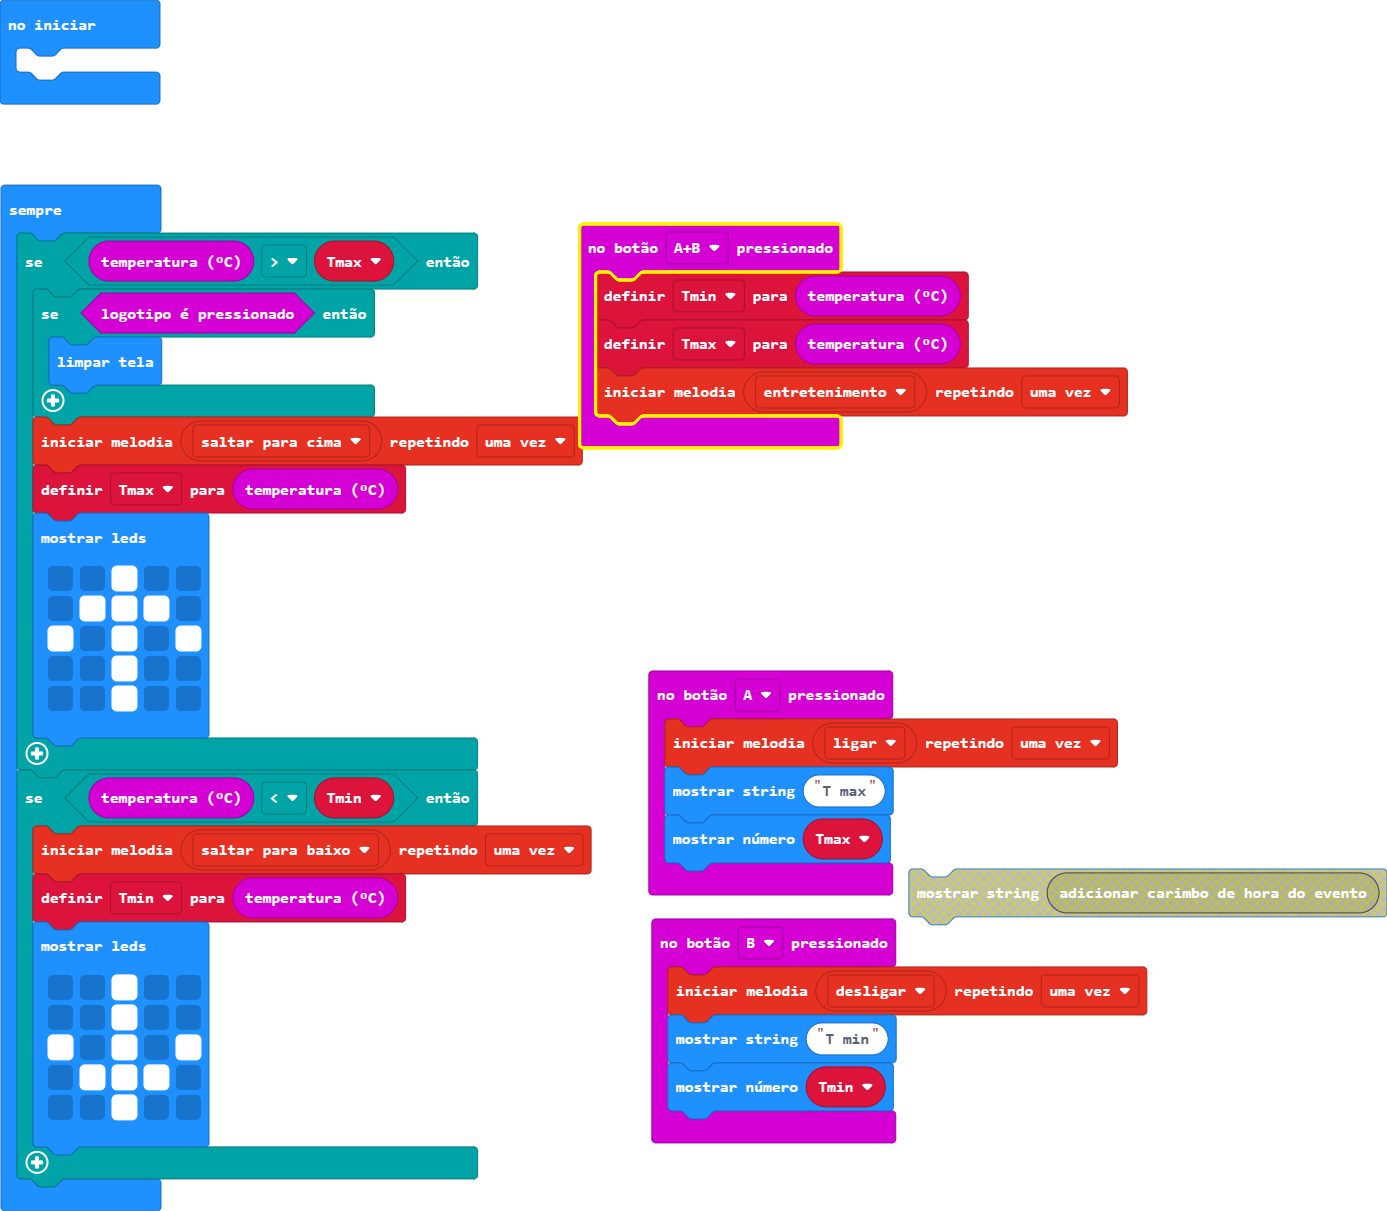 no iniciar
sempre
se temperatura (ºC) > Tmax então
se logotipo é pressionado então
limpar tela
iniciar melodia saltar para cima repetindo uma vez
definir Tmax para temperatura (ºC)
mostrar leds
se temperatura (ºC) < Tmin então
iniciar melodia saltar para baixo repetindo uma vez
definir Tmin para temperatura (ºC)
mostrar leds
no botão A+B pressionado
definir Tmin para temperatura (ºC)
definir Tmax para temperatura (ºC)
iniciar melodia entretenimento repetindo uma vez
no botão A pressionado
iniciar melodia ligar repetindo uma vez
mostrar string "T max"
mostrar número Tmax
mostrar string adicionar carimbo de hora do evento
no botão B pressionado
iniciar melodia desligar repetindo uma vez
mostrar string "T min"
mostrar número Tmin